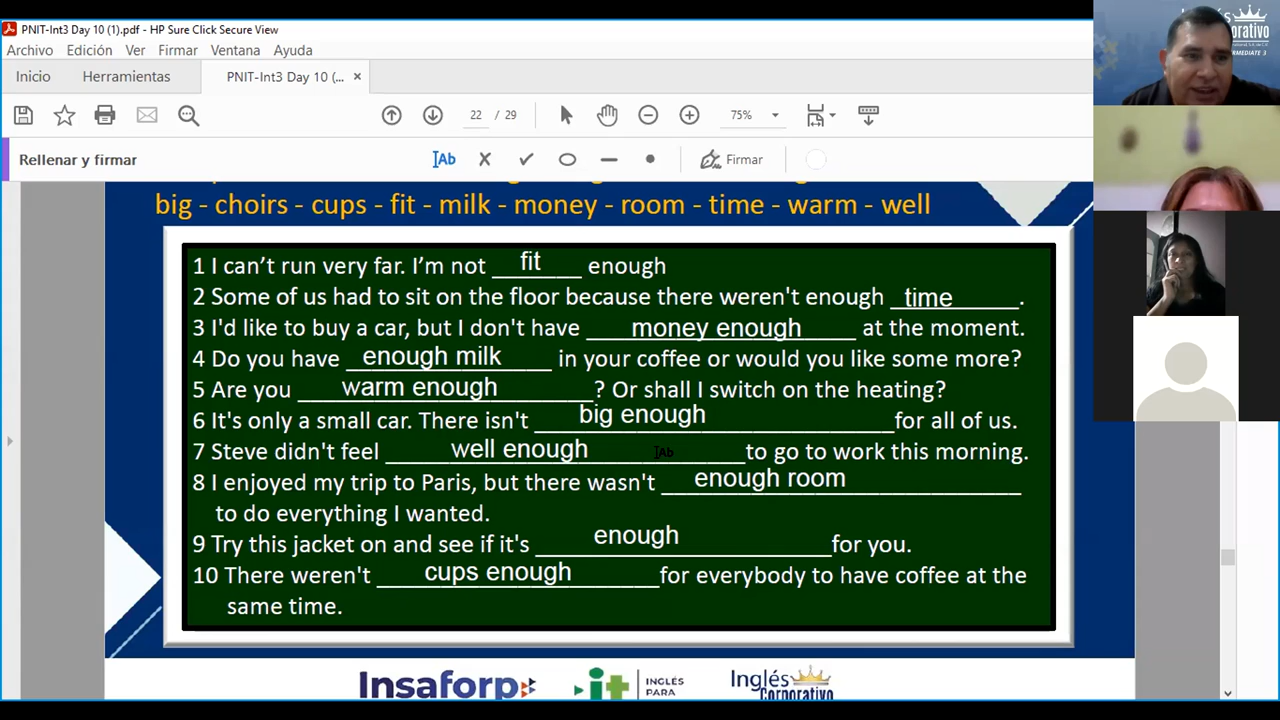 PNIT-Int3 Day 10 (1).pdf - HP Sure Click Secure View
Archivo Edición Ver Firmar Ventana Ayuda
Inicio Herramientas PNIT-Int3 Day 10 (... ×
22 / 29 75%
Rellenar y firmar Ab Firmar
big - choirs - cups - fit - milk - money - room - time - warm - well
1 I can't run very far. I'm not fit enough
2 Some of us had to sit on the floor because there weren't enough time.
3 I'd like to buy a car, but I don't have money enough at the moment.
4 Do you have enough milk in your coffee or would you like some more?
5 Are you warm enough? Or shall I switch on the heating?
6 It's only a small car. There isn't big enough for all of us.
7 Steve didn't feel well enough to go to work this morning.
8 I enjoyed my trip to Paris, but there wasn't enough room
to do everything I wanted.
9 Try this jacket on and see if it's enough for you.
10 There weren't cups enough for everybody to have coffee at the
same time.
Insaforp
it INGLÉS
PARA
Inglés
Corporativo